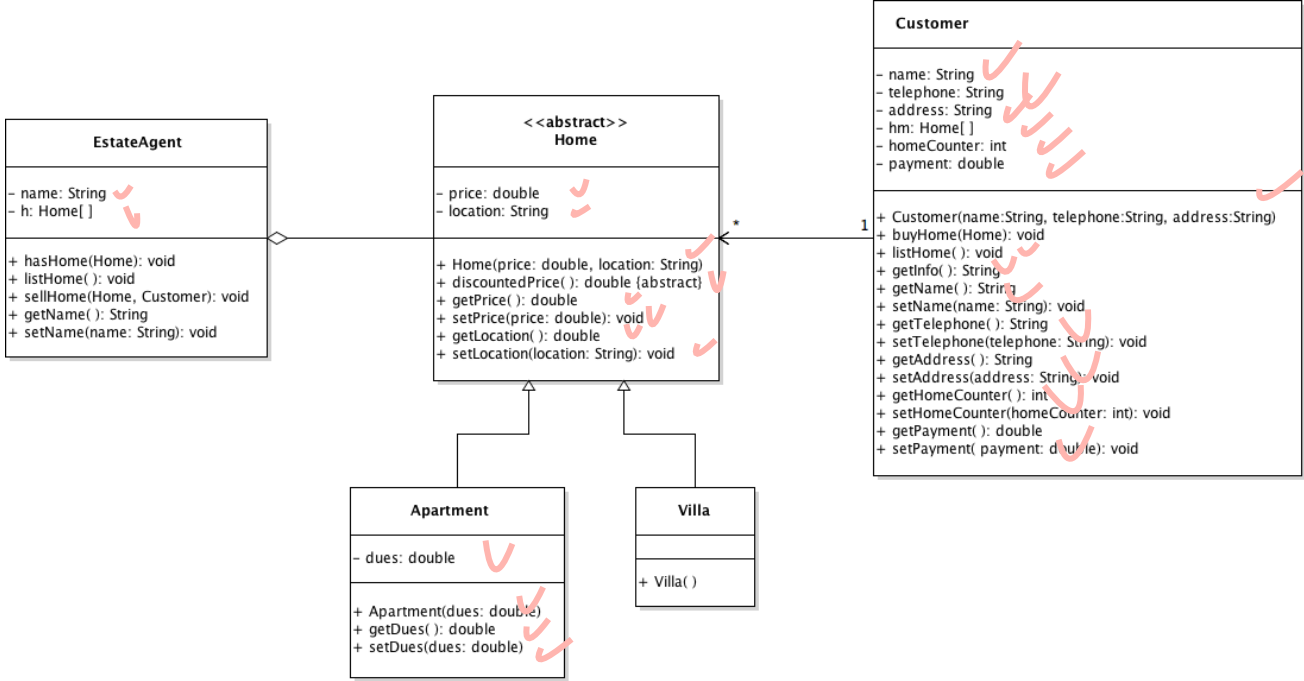 EstateAgent
- name: String
- h: Home[ ]
+ hasHome(Home): void
+ listHome( ): void
+ sellHome(Home, Customer): void
+ getName( ): String
+ setName(name: String): void
<<abstract>>
Home
- price: double
- location: String
+ Home(price: double, location: String)
+ discountedPrice( ): double {abstract}
+ getPrice( ): double
+ setPrice(price: double): void
+ getLocation( ): double
+ setLocation(location: String): void
*
1
Customer
- name: String
- telephone: String
- address: String
- hm: Home[ ]
- homeCounter: int
- payment: double
+ Customer(name:String, telephone:String, address:String)
+ buyHome(Home): void
+ listHome( ): void
+ getInfo( ): String
+ getName( ): String
+ setName(name: String): void
+ getTelephone( ): String
+ setTelephone(telephone: String): void
+ getAddress( ): String
+ setAddress(address: String): void
+ getHomeCounter( ): int
+ setHomeCounter(homeCounter: int): void
+ getPayment( ): double
+ setPayment( payment: double): void
Apartment
- dues: double
+ Apartment(dues: double)
+ getDues( ): double
+ setDues(dues: double)
Villa
+ Villa( )